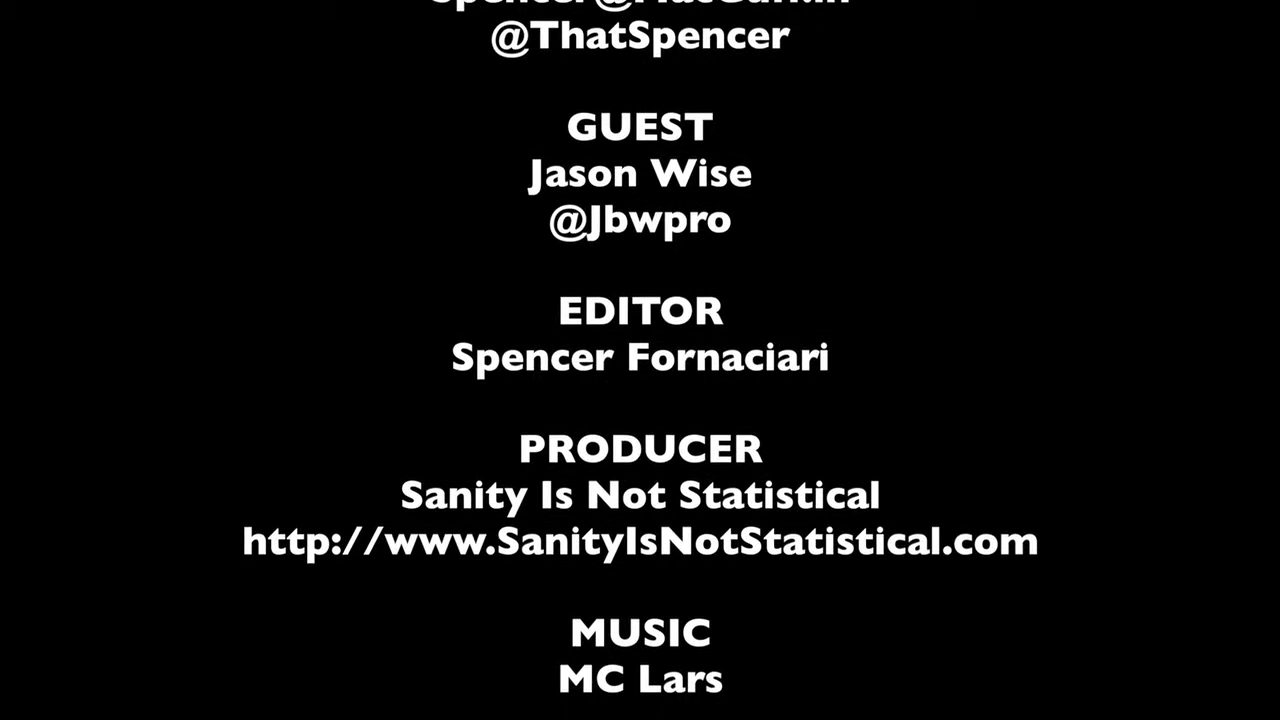 @ThatSpencer
GUEST
Jason Wise
@Jbwpro
EDITOR
Spencer Fornaciari
PRODUCER
Sanity Is Not Statistical
http://www.SanityIsNotStatistical.com
MUSIC
MC Lars